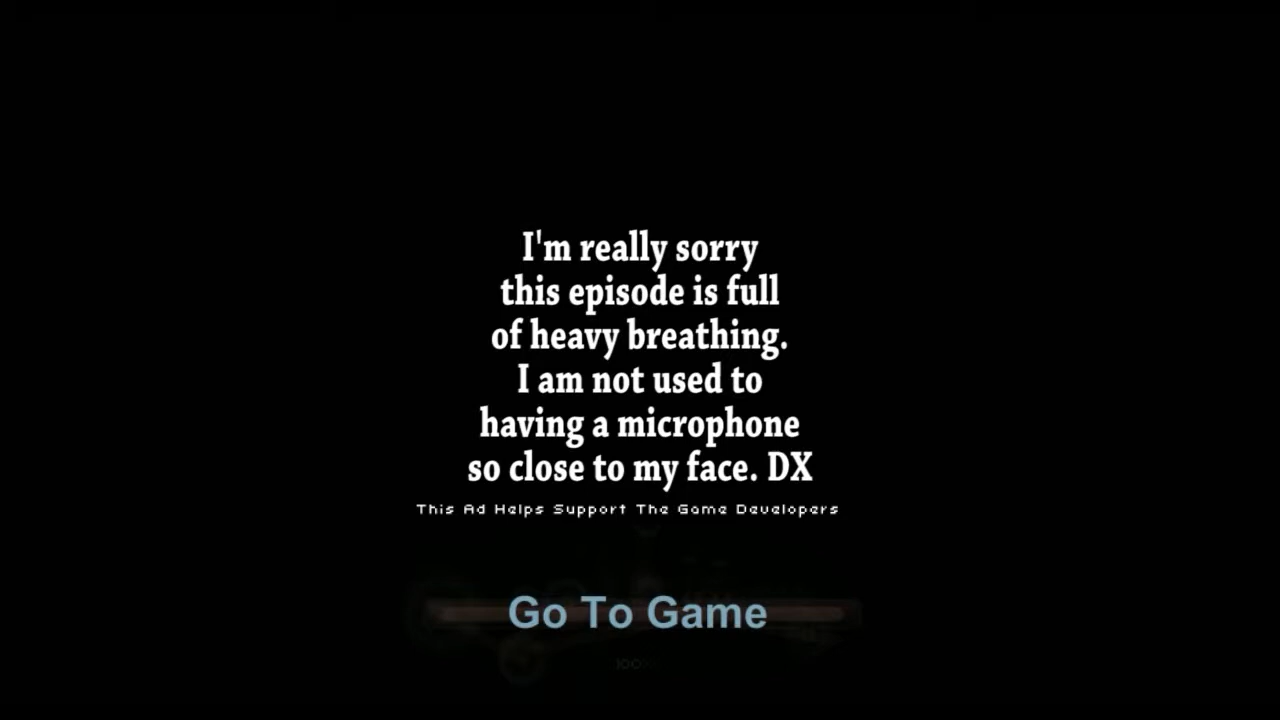 I'm really sorry
this episode is full
of heavy breathing.
I am not used to
having a microphone
so close to my face. DX
This Ad Helps Support The Game Developers
Go To Game